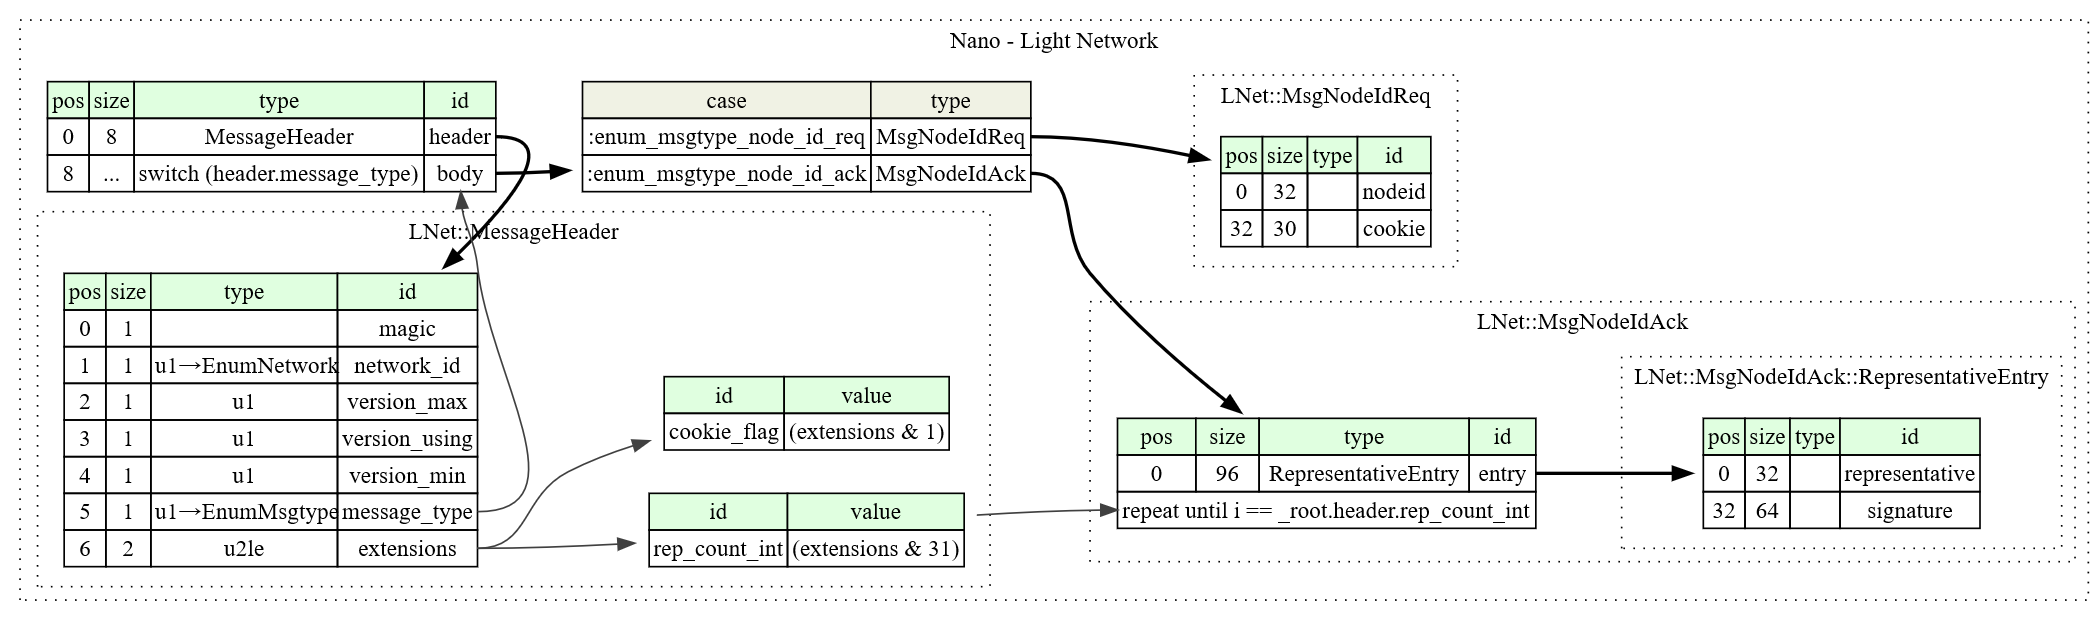 Nano - Light Network
pos size type id
0 8 MessageHeader header
8 ... switch (header.message_type) body
case type
:enum_msgtype_node_id_req MsgNodeIdReq
:enum_msgtype_node_id_ack MsgNodeIdAck
LNet::MsgNodeIdReq
pos size type id
0 32 nodeid
32 30 cookie
LNet::MessageHeader
pos size type id
0 1 magic
1 1 u1→EnumNetwork network_id
2 1 u1 version_max
3 1 u1 version_using
4 1 u1 version_min
5 1 u1→EnumMsgtype message_type
6 2 u2le extensions
id value
cookie_flag (extensions & 1)
id value
rep_count_int (extensions & 31)
LNet::MsgNodeIdAck
pos size type id
0 96 RepresentativeEntry entry
repeat until i == _root.header.rep_count_int
LNet::MsgNodeIdAck::RepresentativeEntry
pos size type id
0 32 representative
32 64 signature